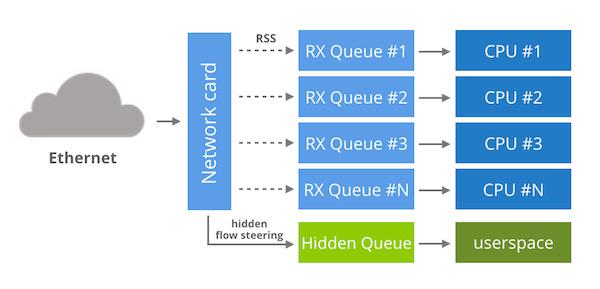 Ethernet
Network card
RSS
RX Queue #1
CPU #1
RX Queue #2
CPU #2
RX Queue #3
CPU #3
RX Queue #N
CPU #N
hidden
flow steering
Hidden Queue
userspace